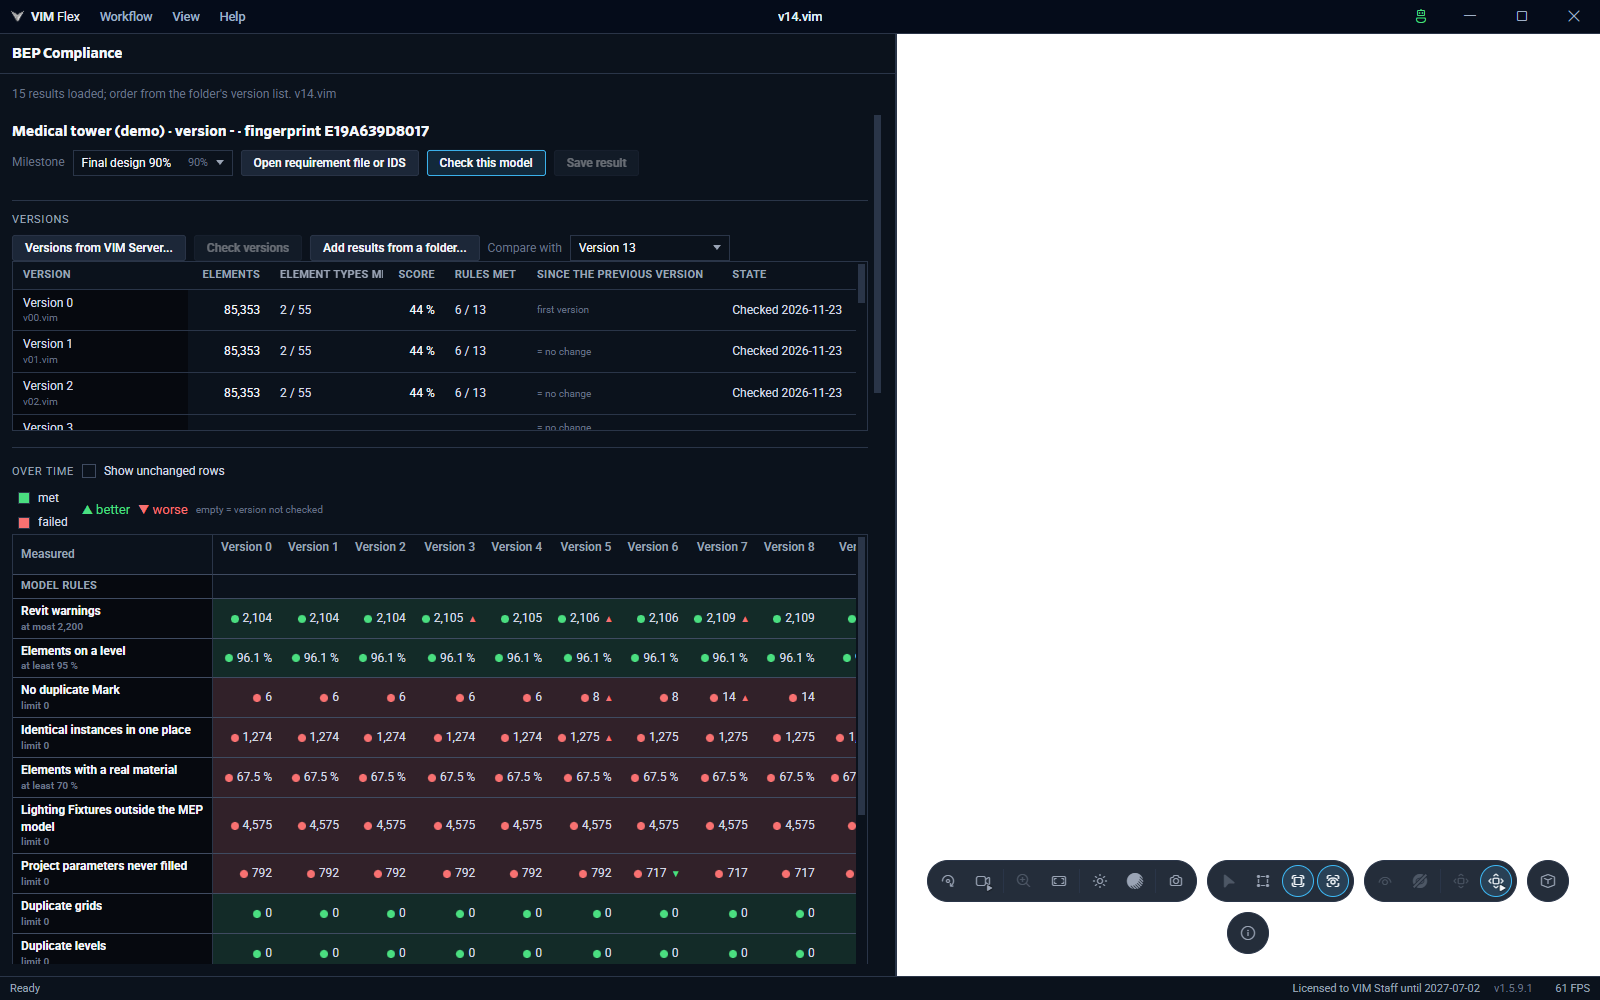 VIM Flex Workflow View Help v14.vim
BEP Compliance
15 results loaded; order from the folder's version list. v14.vim
Medical tower (demo) - version - - fingerprint E19A639D8017
Milestone Final design 90% 90% Open requirement file or IDS Check this model Save result
VERSIONS
Versions from VIM Server... Check versions Add results from a folder... Compare with Version 13
VERSION ELEMENTS ELEMENT TYPES MI SCORE RULES MET SINCE THE PREVIOUS VERSION STATE
Version 0 85,353 2 / 55 44 % 6 / 13 first version Checked 2026-11-23
v00.vim
Version 1 85,353 2 / 55 44 % 6 / 13 = no change Checked 2026-11-23
v01.vim
Version 2 85,353 2 / 55 44 % 6 / 13 = no change Checked 2026-11-23
v02.vim
Version 3 = no change
OVER TIME Show unchanged rows
met
failed
▲ better ▼ worse empty = version not checked
Measured Version 0 Version 1 Version 2 Version 3 Version 4 Version 5 Version 6 Version 7 Version 8 Ver
MODEL RULES
Revit warnings 2,104 2,104 2,104 2,105 ▲ 2,105 2,106 ▲ 2,106 2,109 ▲ 2,109
at most 2,200
Elements on a level 96.1 % 96.1 % 96.1 % 96.1 % 96.1 % 96.1 % 96.1 % 96.1 % 96.1 %
at least 95 %
No duplicate Mark 6 6 6 6 6 8 ▲ 8 14 ▲ 14
limit 0
Identical instances in one place 1,274 1,274 1,274 1,274 1,274 1,275 ▲ 1,275 1,275 1,275 1,
limit 0
Elements with a real material 67.5 % 67.5 % 67.5 % 67.5 % 67.5 % 67.5 % 67.5 % 67.5 % 67.5 % 67
at least 70 %
Lighting Fixtures outside the MEP
model 4,575 4,575 4,575 4,575 4,575 4,575 4,575 4,575 4,575
limit 0
Project parameters never filled 792 792 792 792 792 792 717 ▼ 717 717
limit 0
Duplicate grids 0 0 0 0 0 0 0 0 0
limit 0
Duplicate levels 0 0 0 0 0 0 0 0 0
limit 0
Ready Licensed to VIM Staff until 2027-07-02 v1.5.9.1 61 FPS